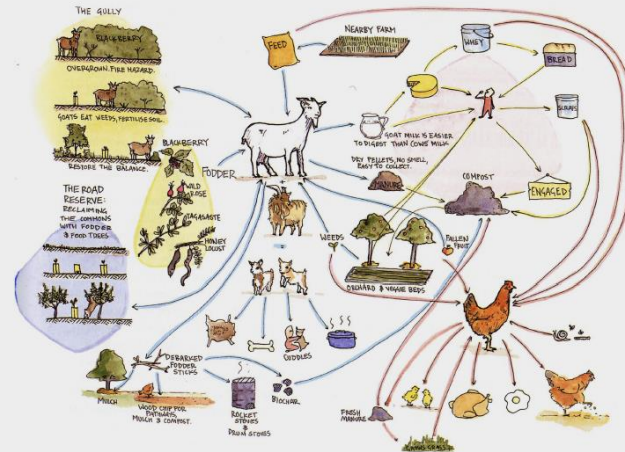 THE GULLY
BLACKBERRY
OVERGROWN. FIRE HAZARD.
GOATS EAT WEEDS, FERTILISE SOIL.
RESTORE THE BALANCE.
THE ROAD
RESERVE:
RECLAIMING
THE COMMONS
WITH FODDER
& FOOD TREES
BLACKBERRY
FODDER
WILD
ROSE
TAGASASTE
HONEY
LOCUST
FEED
NEARBY FARM
WHEY
BREAD
SCRAPS
GOAT MILK IS EASIER
TO DIGEST THAN COWS MILK
DRY PELLETS, NO SMELL,
EASY TO COLLECT.
MANURE
COMPOST
ENGAGED
WEEDS
FALLEN
FRUIT
ORCHARD & VEGGIE BEDS
CUDDLES
DEBARKED
FODDER
STICKS
MULCH
WOOD CHIP FOR
PATHWAYS,
MULCH & COMPOST.
ROCKET
STOVES
&
DRUM STOVES
BIOCHAR
FRESH
MANURE